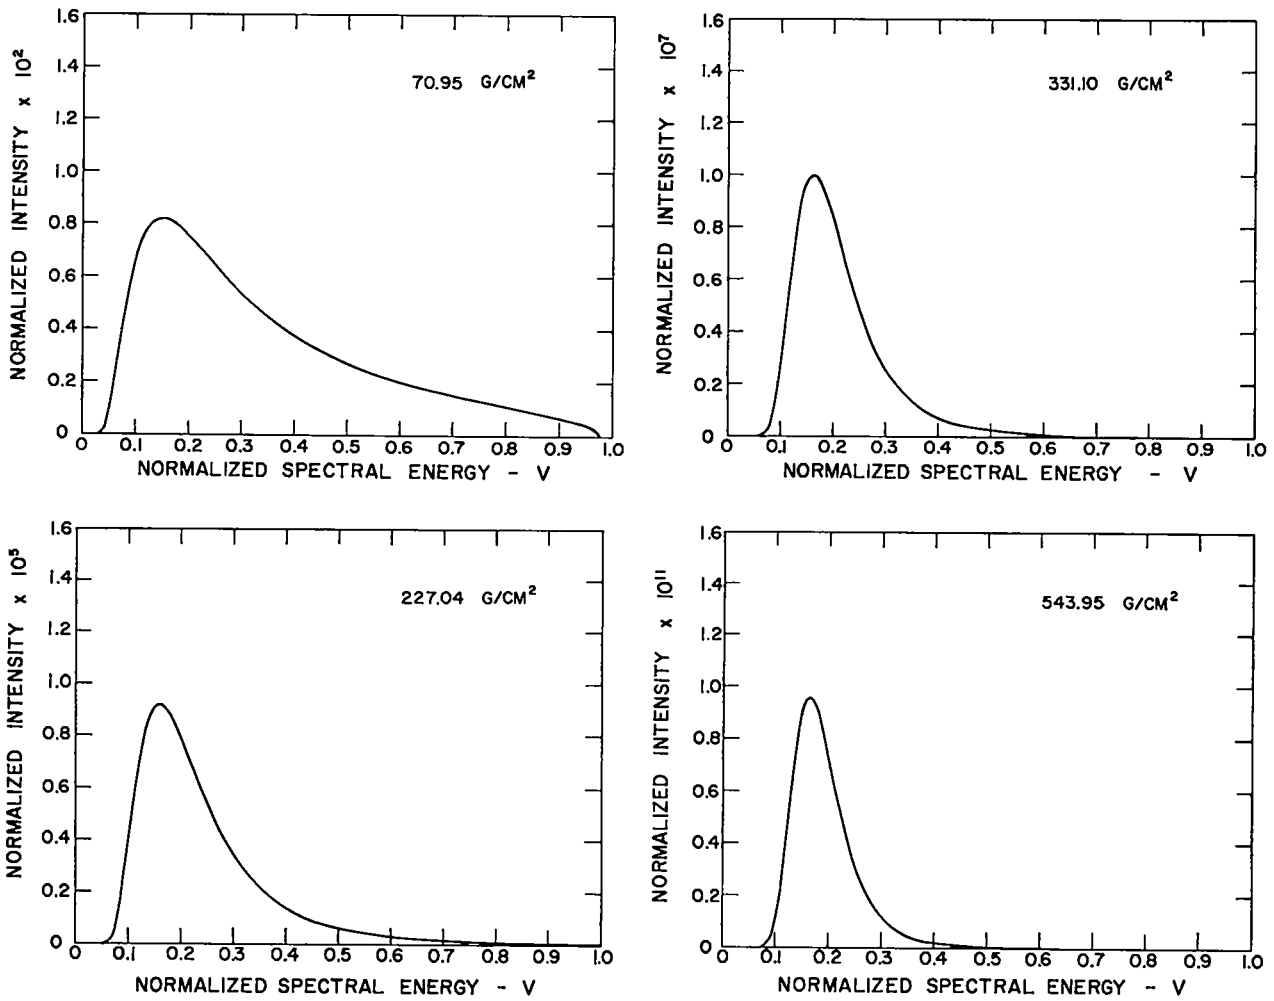 NORMALIZED INTENSITY x 10²
1.6
1.4
1.2
1.0
0.8
0.6
0.4
0.2
0
70.95 G/CM²
0.1 0.2 0.3 0.4 0.5 0.6 0.7 0.8 0.9 1.0
NORMALIZED SPECTRAL ENERGY - V
NORMALIZED INTENSITY x 10⁷
1.6
1.4
1.2
1.0
0.8
0.6
0.4
0.2
0
331.10 G/CM²
0 0.1 0.2 0.3 0.4 0.5 0.6 0.7 0.8 0.9 1.0
NORMALIZED SPECTRAL ENERGY - V
NORMALIZED INTENSITY x 10⁵
1.6
1.4
1.2
1.0
0.8
0.6
0.4
0.2
0
227.04 G/CM²
0 0.1 0.2 0.3 0.4 0.5 0.6 0.7 0.8 0.9 1.0
NORMALIZED SPECTRAL ENERGY - V
NORMALIZED INTENSITY x 10¹¹
1.6
1.4
1.2
1.0
0.8
0.6
0.4
0.2
0
543.95 G/CM²
0 0.1 0.2 0.3 0.4 0.5 0.6 0.7 0.8 0.9 1.0
NORMALIZED SPECTRAL ENERGY - V